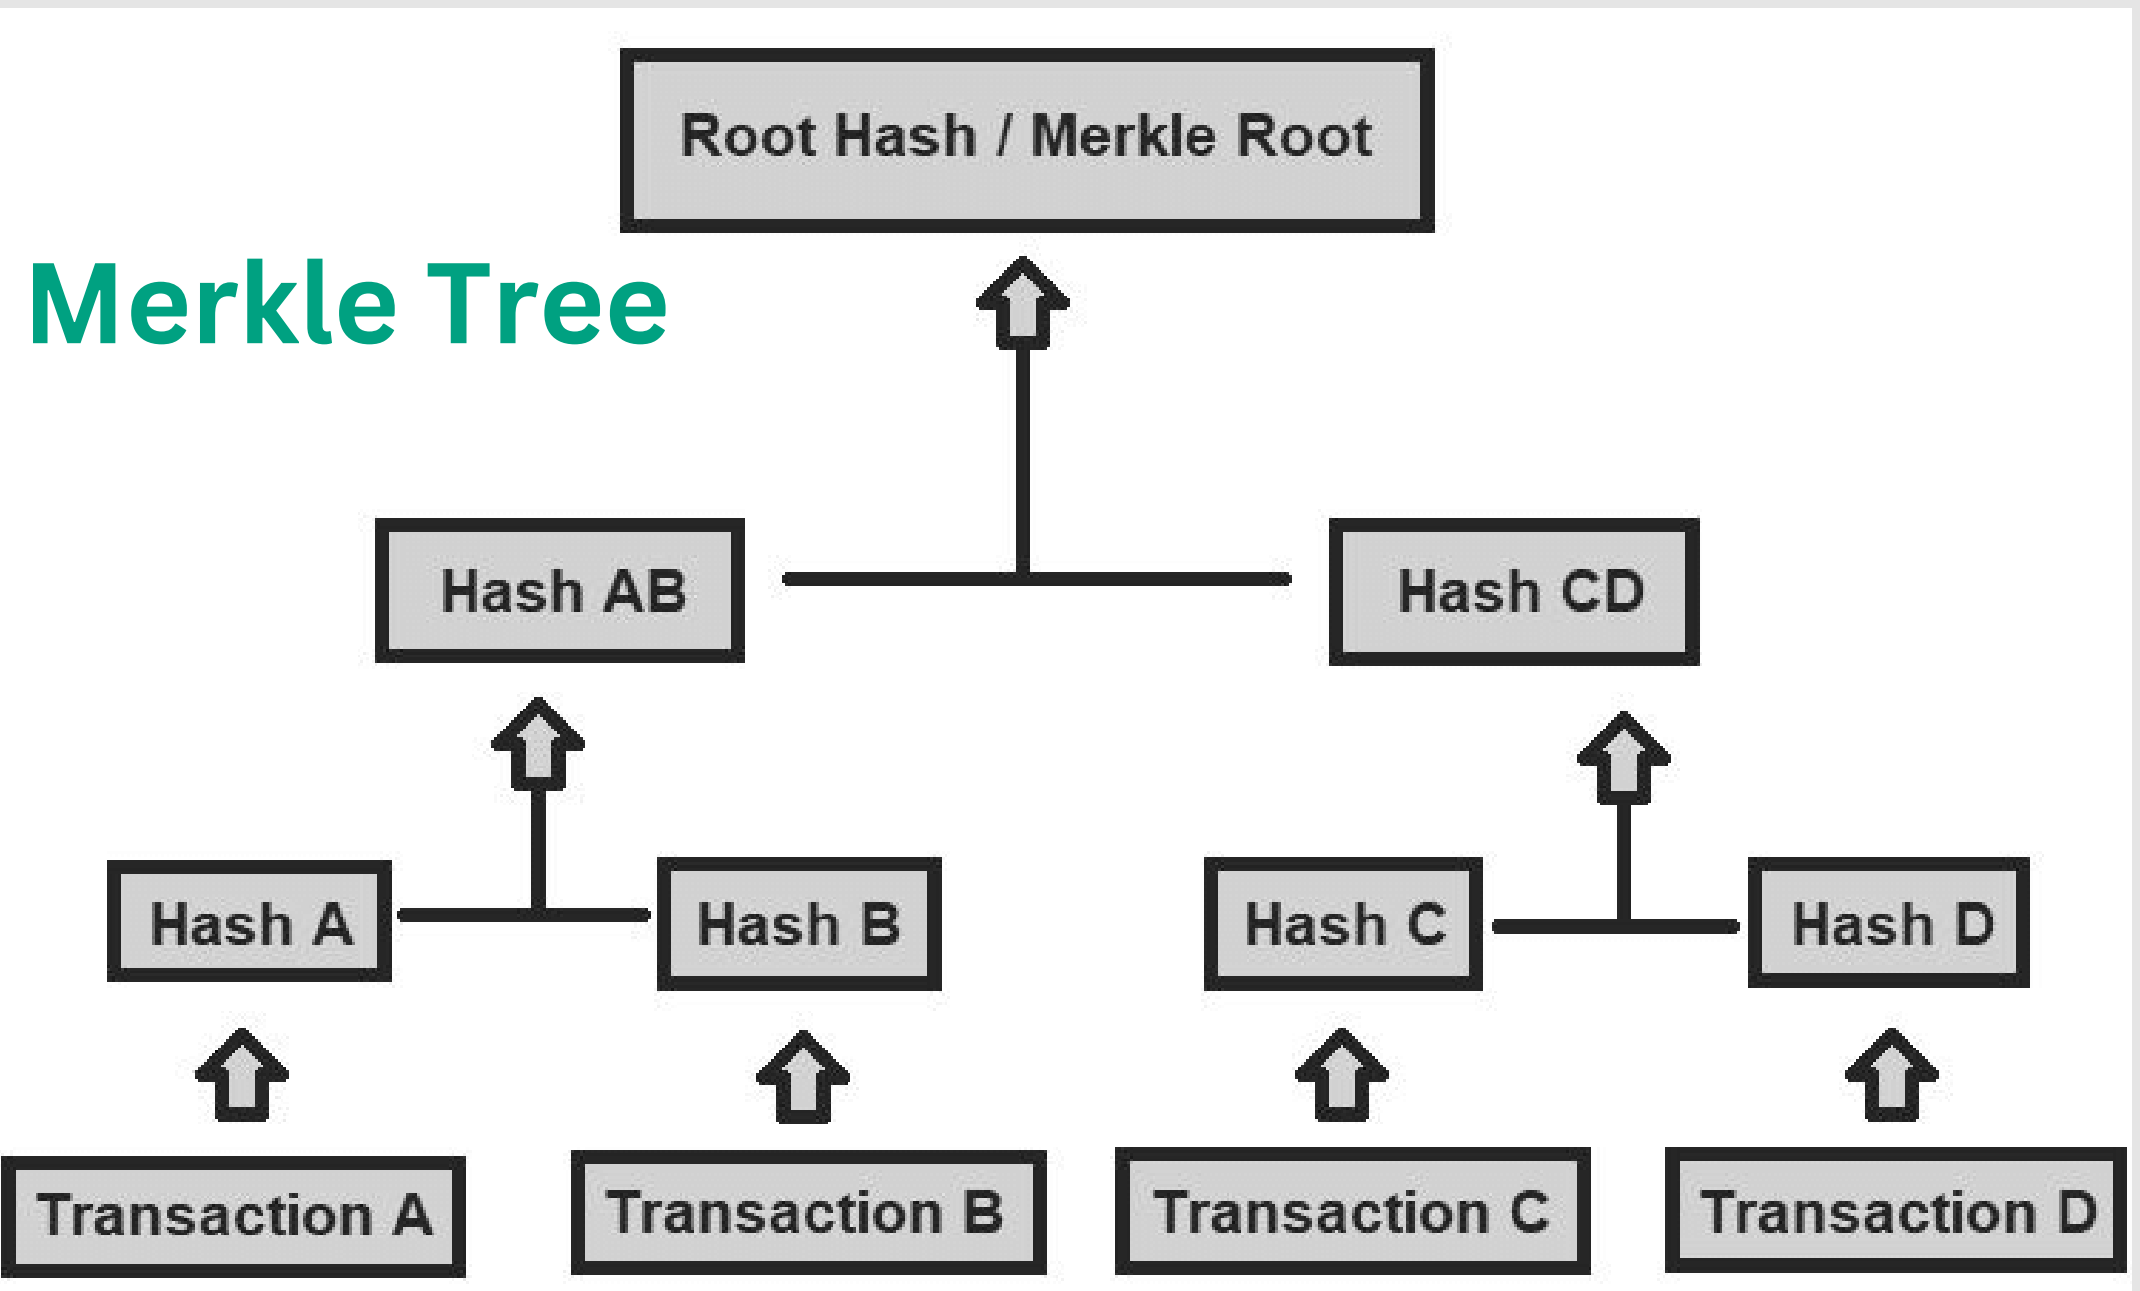 Root Hash / Merkle Root
Merkle Tree
Hash AB
Hash CD
Hash A
Hash B
Hash C
Hash D
Transaction A
Transaction B
Transaction C
Transaction D